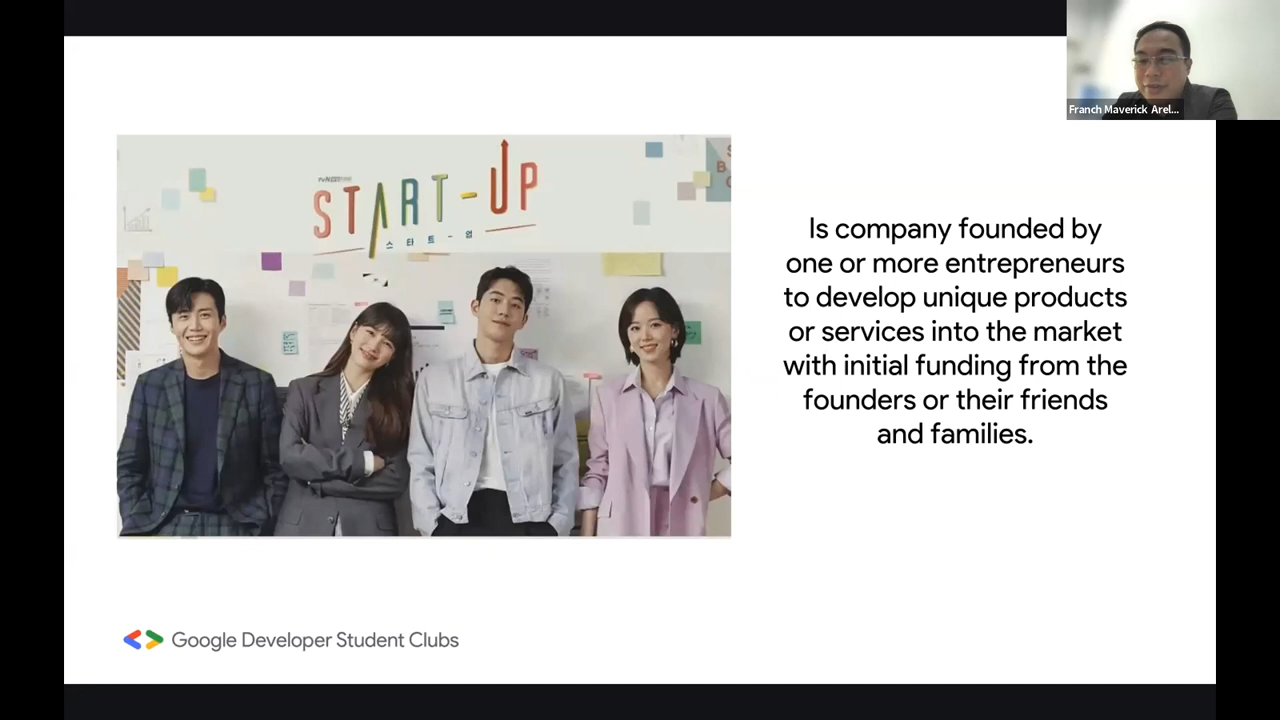 Franch Maverick Arel...
START-UP
스타트-업
Is company founded by
one or more entrepreneurs
to develop unique products
or services into the market
with initial funding from the
founders or their friends
and families.
Google Developer Student Clubs